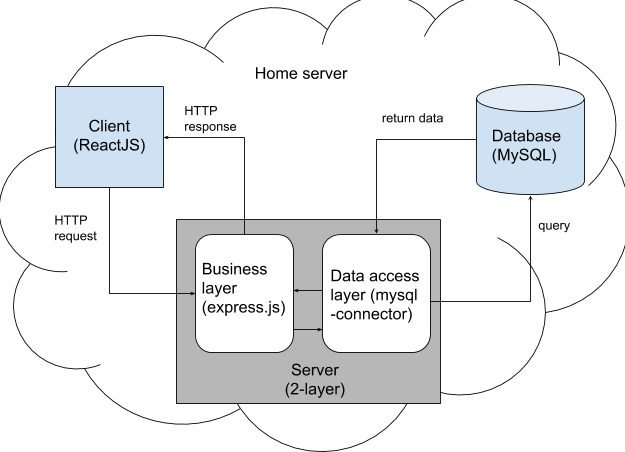 Home server
Client
(ReactJS)
HTTP
response
return data
Database
(MySQL)
HTTP
request
query
Business
layer
(express.js)
Data access
layer (mysql
-connector)
Server
(2-layer)